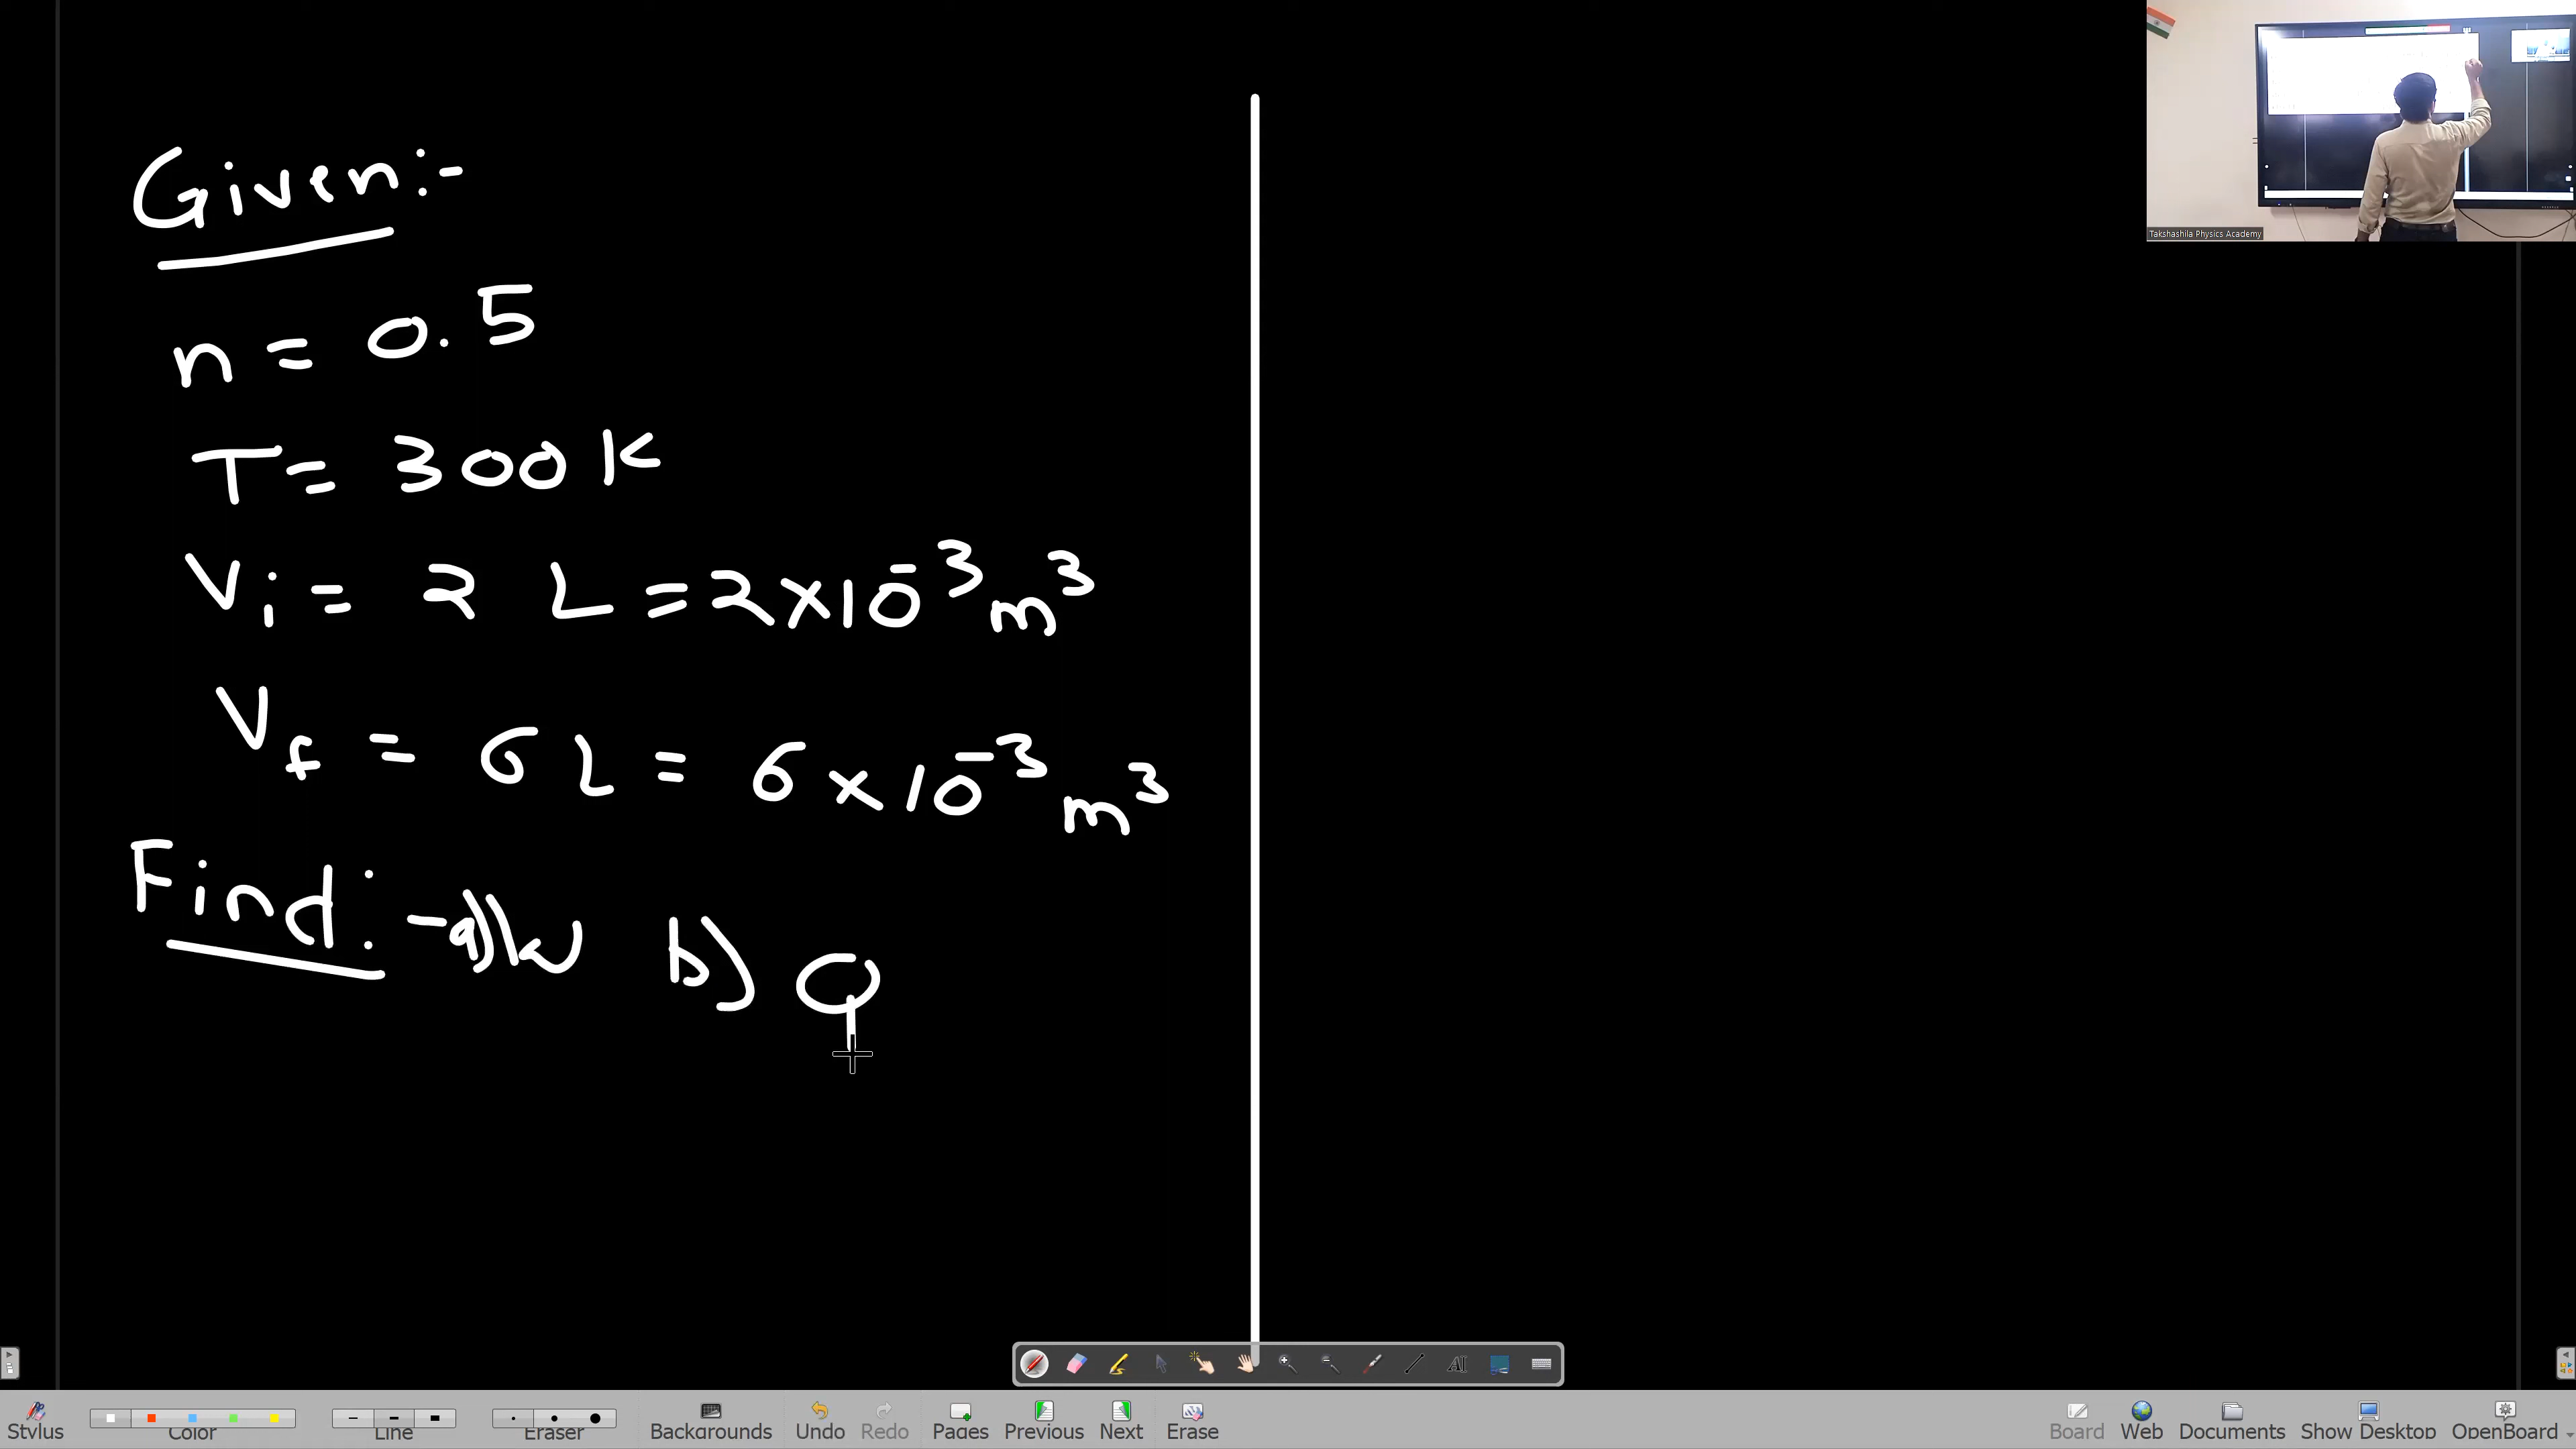 Given:-
n = 0.5
T = 300 K
Vi = 2 L = 2×10⁻³ m³
Vf = 6 L = 6 × 10⁻³ m³
Find:- a) W b) Q
Takshashila Physics Academy
Stylus Color Line Eraser Backgrounds Undo Redo Pages Previous Next Erase Board Web Documents Show Desktop OpenBoard